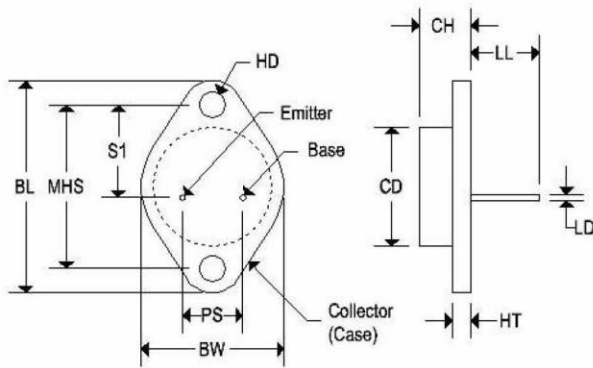 CH
LL
HD
Emitter
S1
Base
BL
MHS
CD
LD
PS
Collector
(Case)
HT
BW